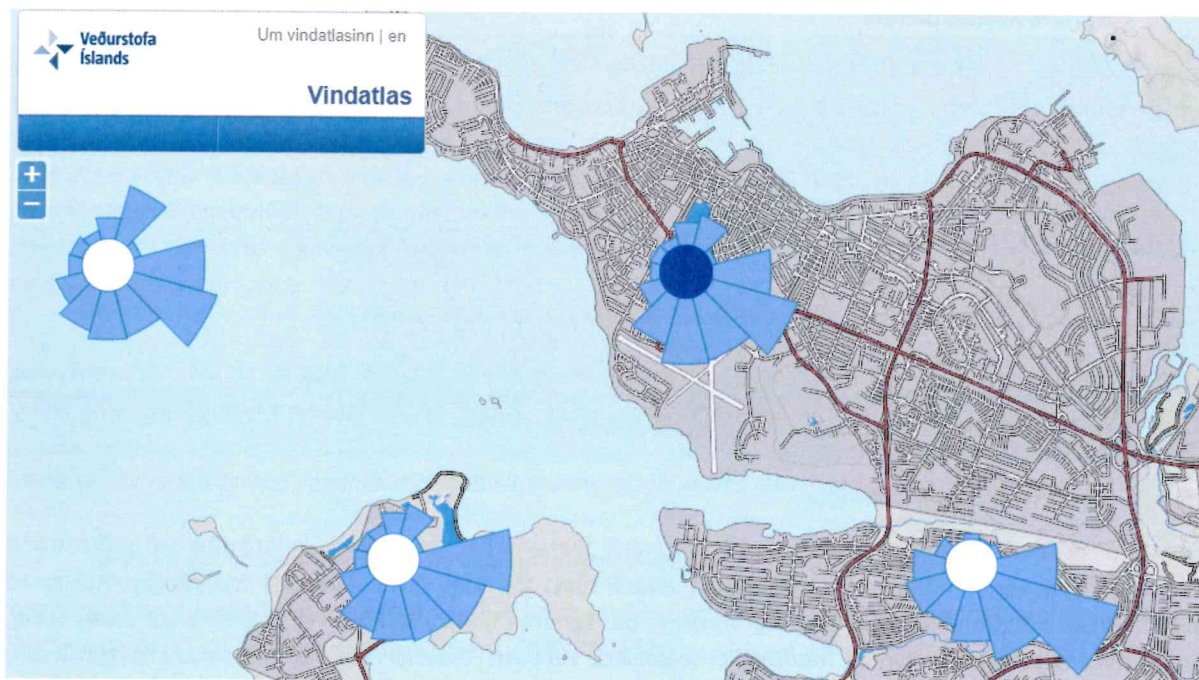 Veðurstofa
Íslands
Um vindatlasinn | en
Vindatlas
+
−